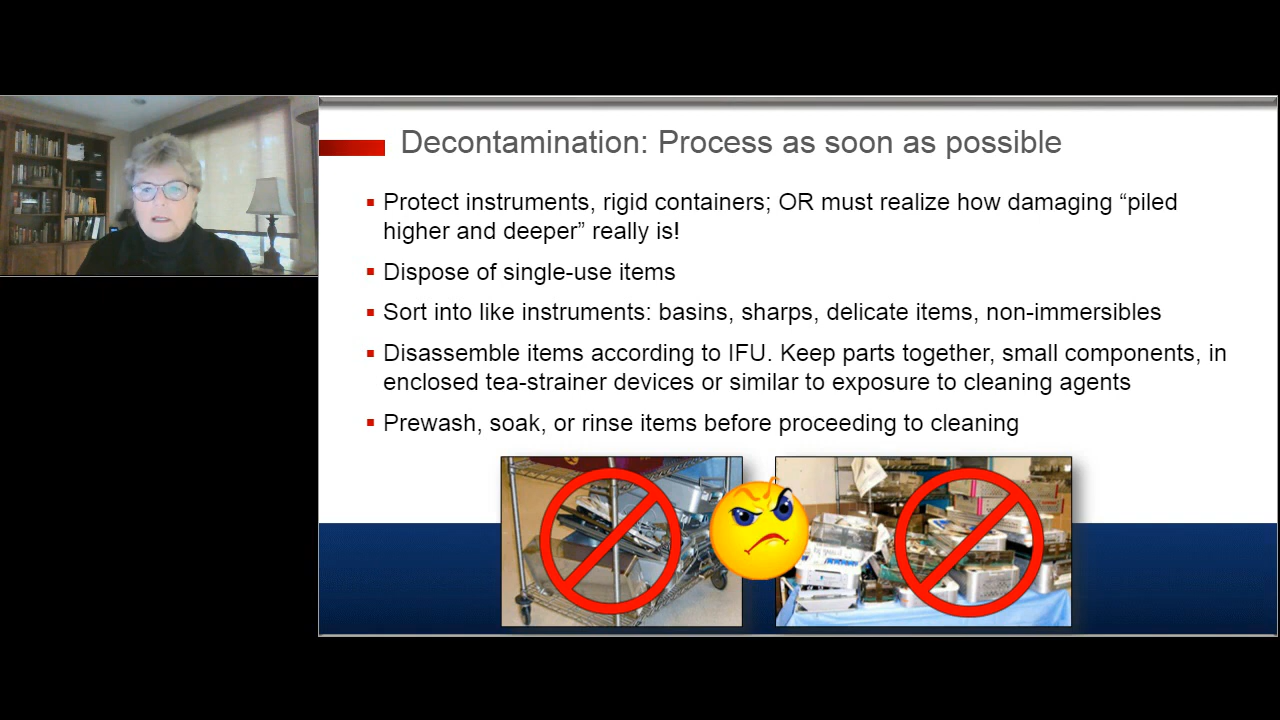 Decontamination: Process as soon as possible
Protect instruments, rigid containers; OR must realize how damaging “piled
higher and deeper” really is!
Dispose of single-use items
Sort into like instruments: basins, sharps, delicate items, non-immersibles
Disassemble items according to IFU. Keep parts together, small components, in
enclosed tea-strainer devices or similar to exposure to cleaning agents
Prewash, soak, or rinse items before proceeding to cleaning